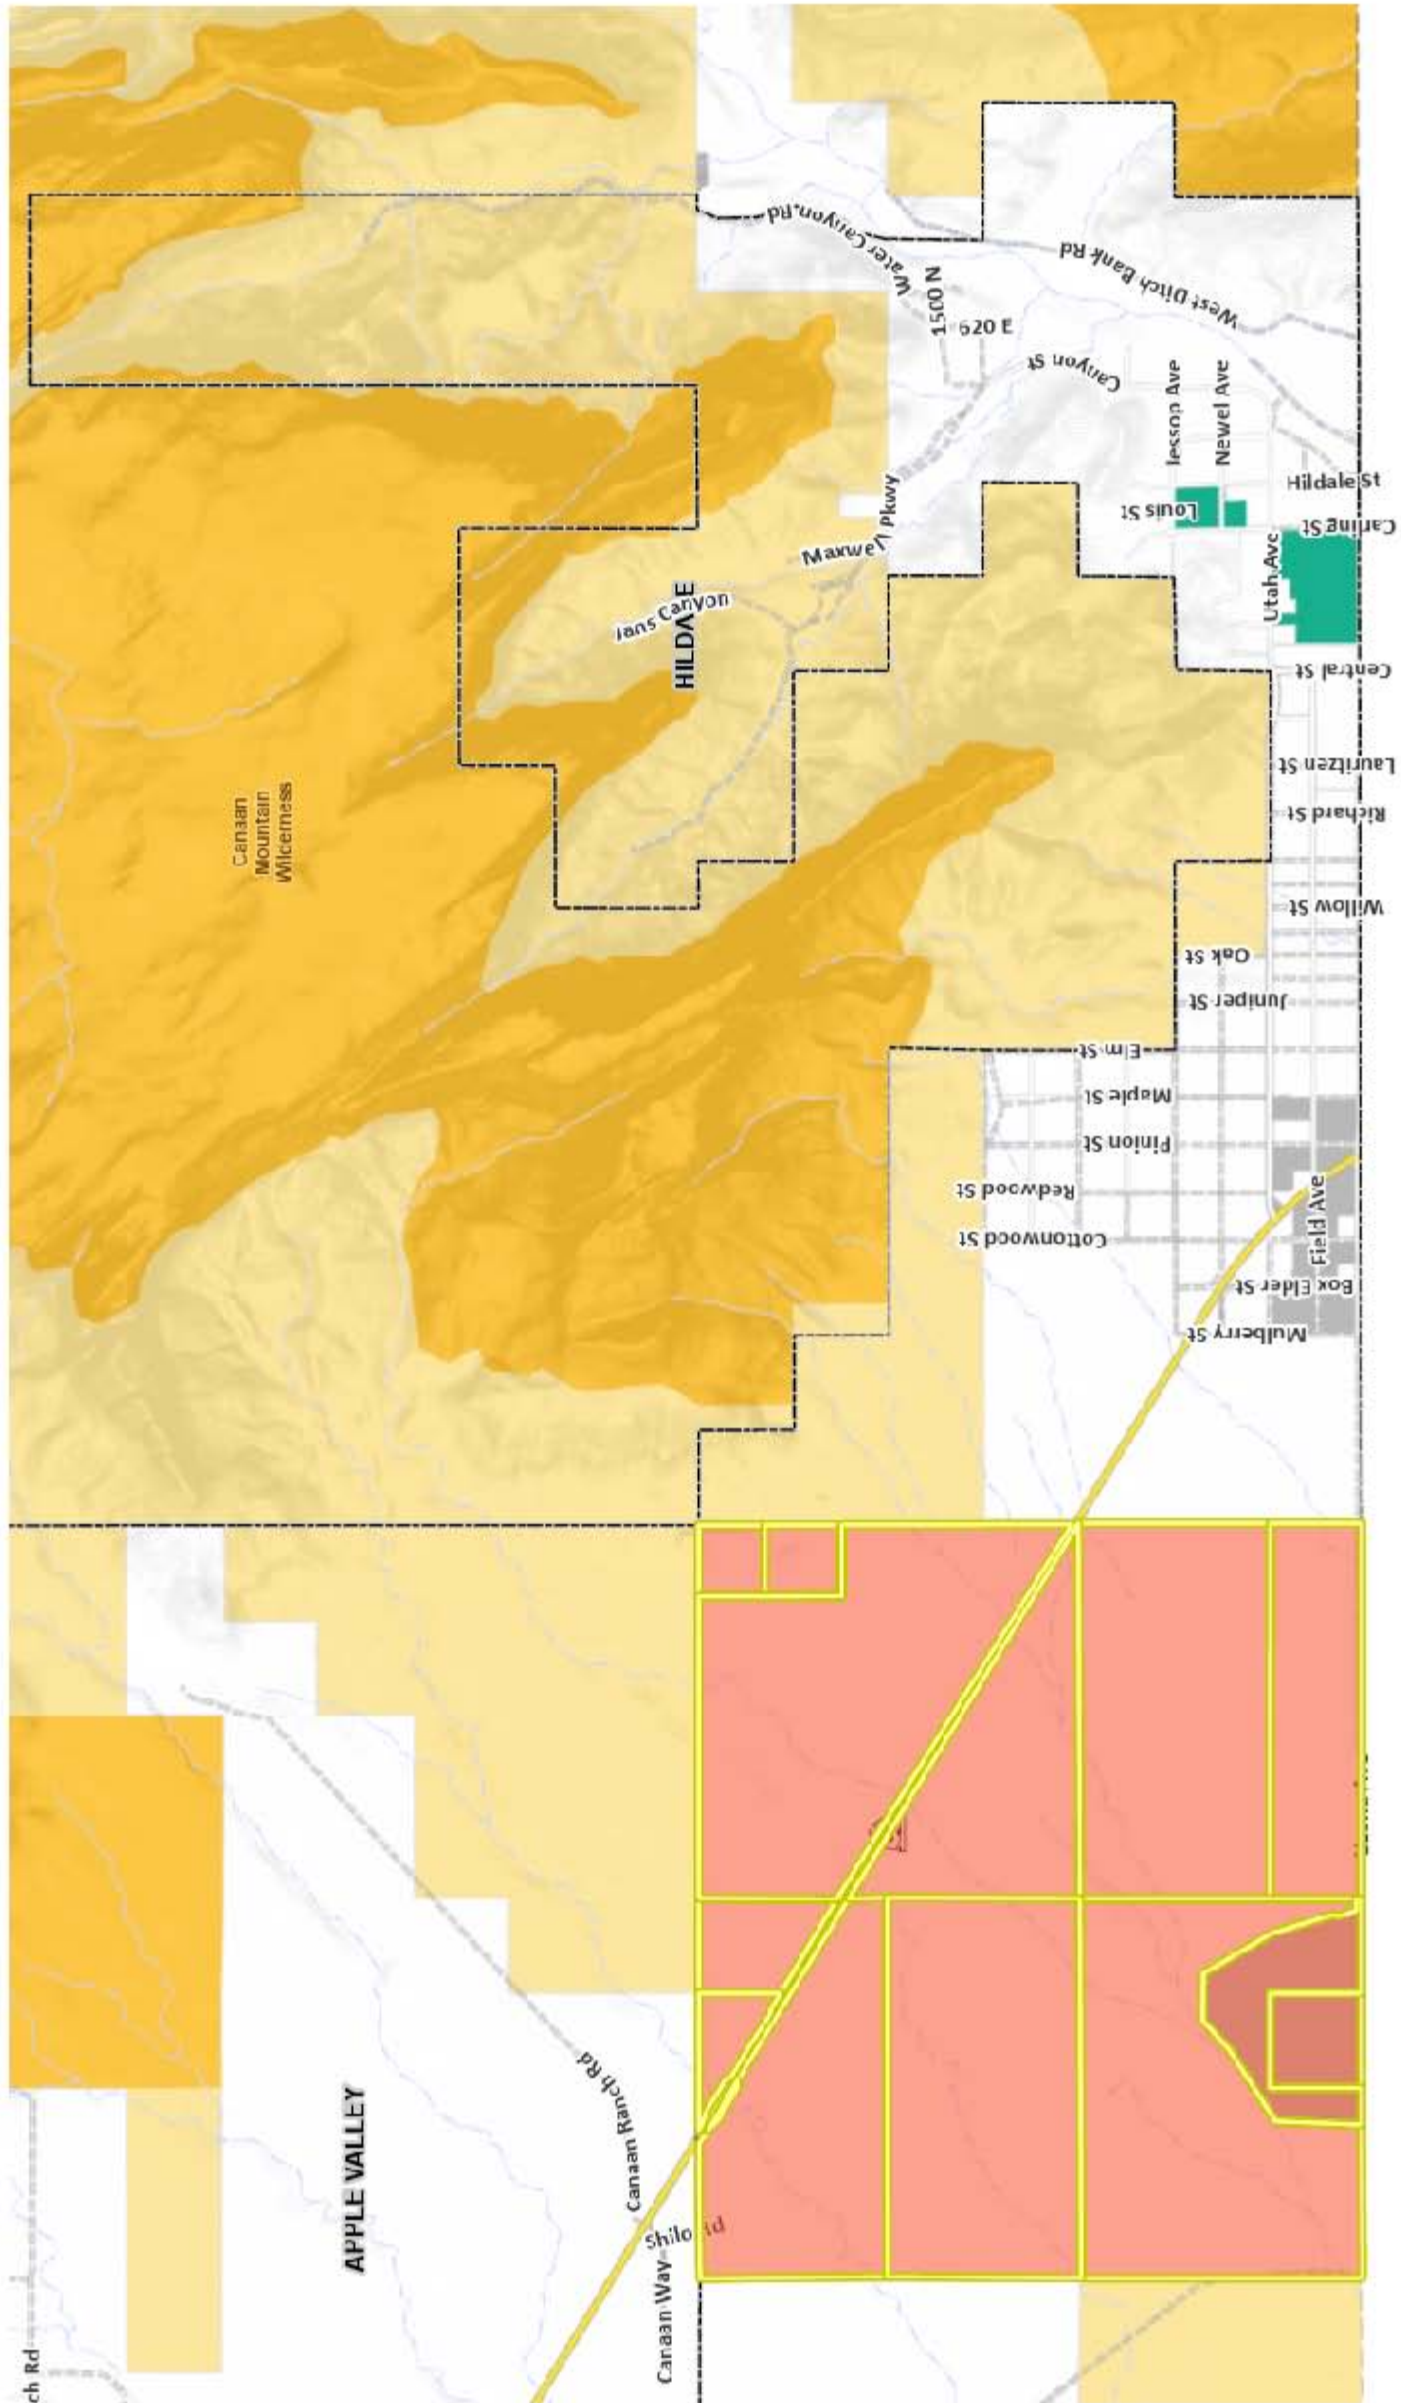 Water Canyon Rd
West Ditch Bank Rd
1500 N
620 E
Canyon St
Jessop Ave
Newel Ave
Hildale St
Louis St
Carling St
Maxwell Pkwy
Utah Ave
Jans Canyon
HILDALE
Central St
Lauritzen St
Canaan
Mountain
Wilderness
Richard St
Willow St
Oak St
Juniper St
Elm St
Maple St
Pinion St
Redwood St
Cottonwood St
Field Ave
Box Elder St
Mulberry St
Canaan Ranch Rd
APPLE VALLEY
Canaan Way
ch Rd